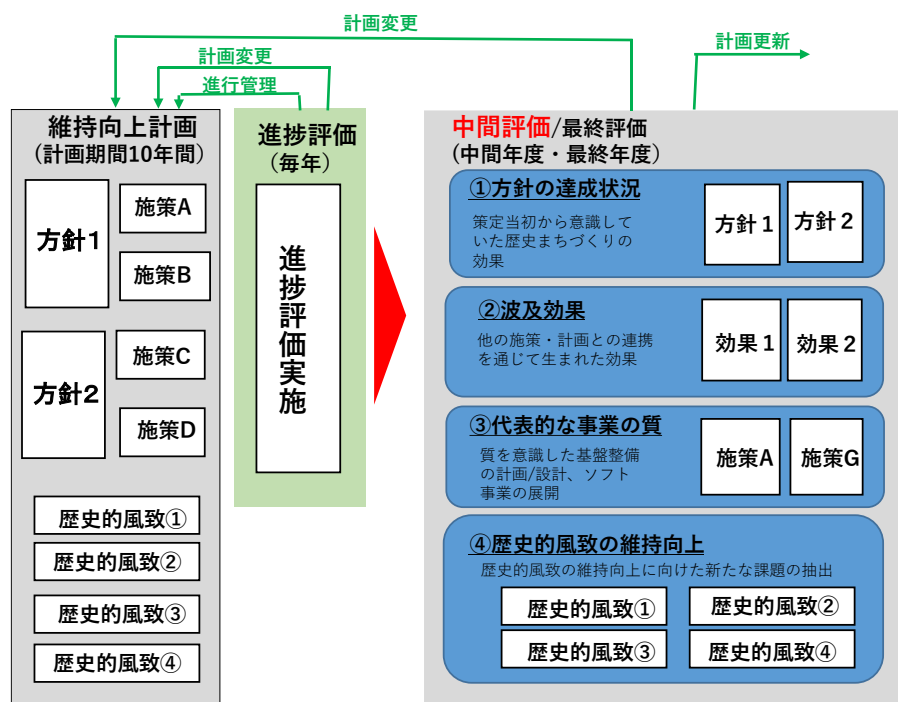 計画変更
計画更新
計画変更
進行管理
維持向上計画
(計画期間10年間)
方針1
施策A
施策B
方針2
施策C
施策D
歴史的風致①
歴史的風致②
歴史的風致③
歴史的風致④
進捗評価
(毎年)
進捗評価実施
中間評価/最終評価
(中間年度・最終年度)
①方針の達成状況
策定当初から意識して
いた歴史まちづくりの
効果
方針1
方針2
②波及効果
他の施策・計画との連携
を通じて生まれた効果
効果1
効果2
③代表的な事業の質
質を意識した基盤整備
の計画/設計、ソフト
事業の展開
施策A
施策G
④歴史的風致の維持向上
歴史的風致の維持向上に向けた新たな課題の抽出
歴史的風致①
歴史的風致②
歴史的風致③
歴史的風致④